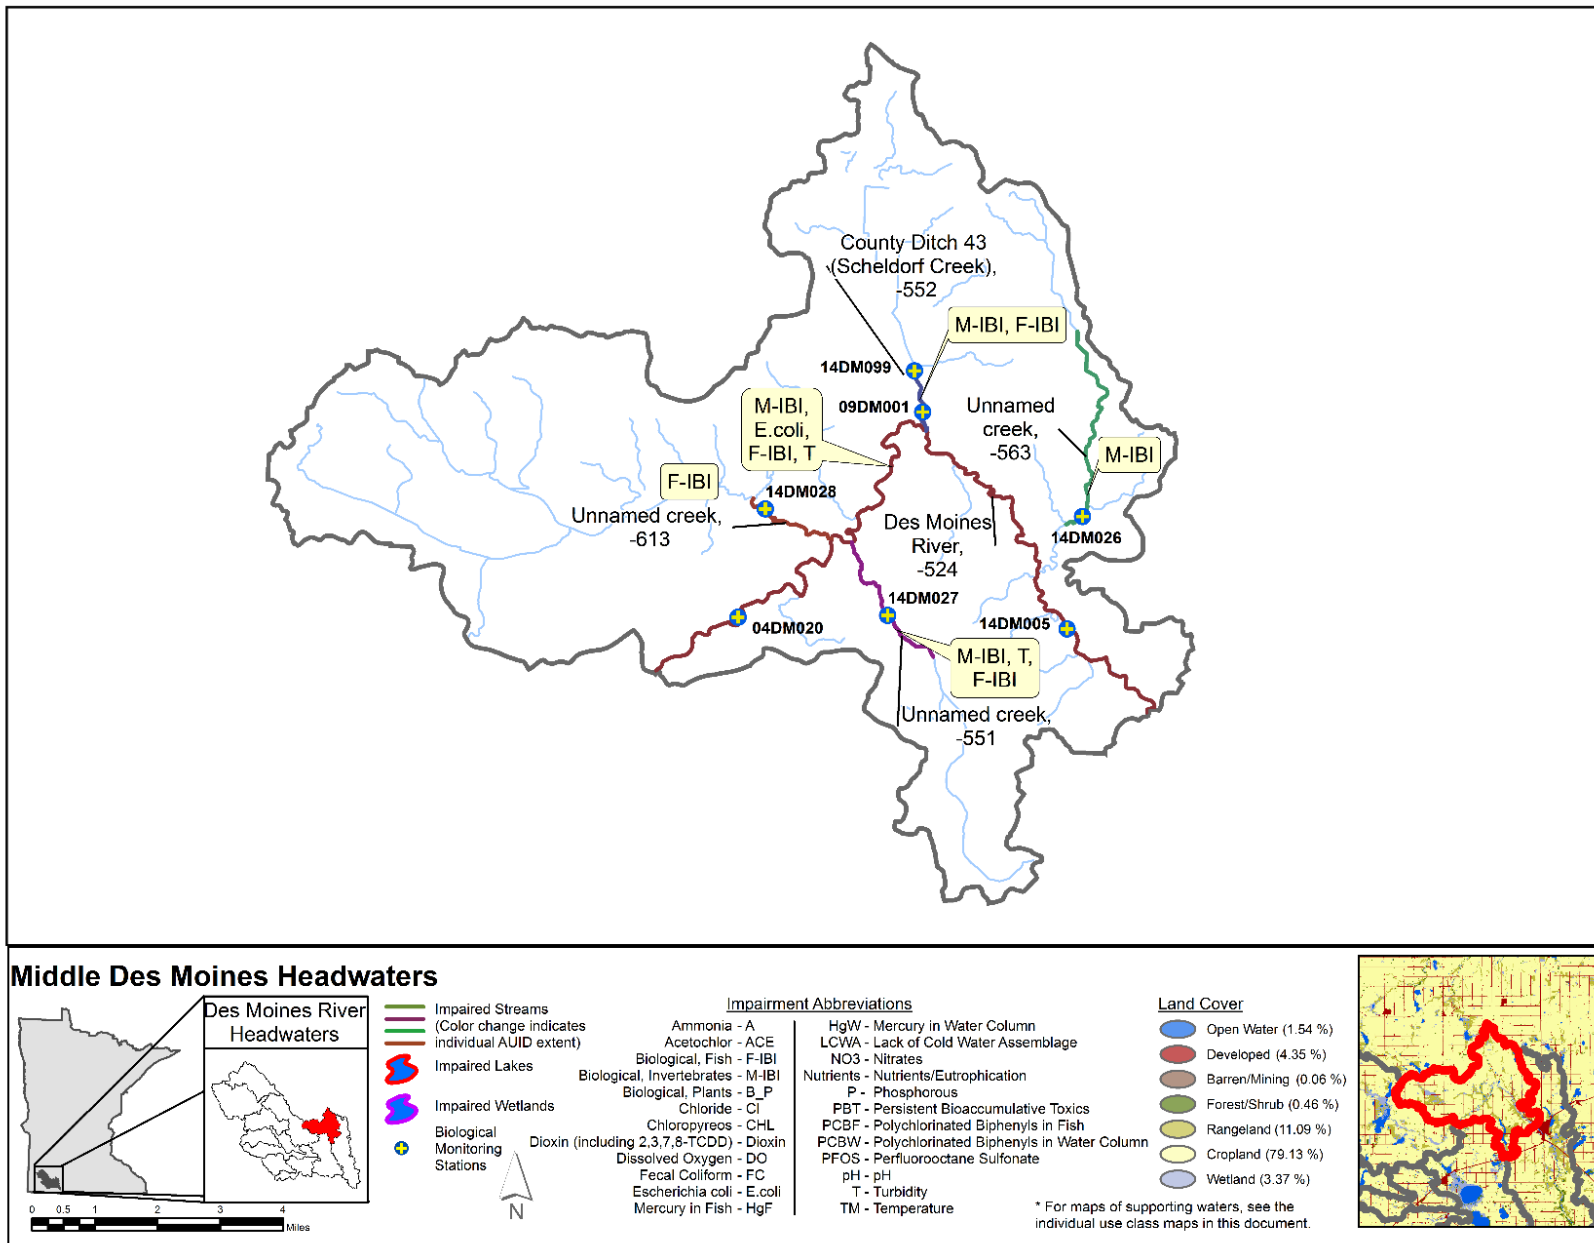 County Ditch 43
(Scheldorf Creek),
-552
M-IBI, F-IBI
14DM099
09DM001
M-IBI,
E.coli,
F-IBI, T
Unnamed
creek,
-563
M-IBI
F-IBI
14DM028
Unnamed creek,
-613
Des Moines
River,
-524
14DM026
14DM027
14DM005
04DM020
M-IBI, T,
F-IBI
Unnamed creek,
-551
Middle Des Moines Headwaters
Des Moines River
Headwaters
0 0.5 1 2 3 4
Miles
Impaired Streams
(Color change indicates
individual AUID extent)
Impaired Lakes
Impaired Wetlands
Biological
Monitoring
Stations
N
Impairment Abbreviations
Ammonia - A
Acetochlor - ACE
Biological, Fish - F-IBI
Biological, Invertebrates - M-IBI
Biological, Plants - B_P
Chloride - Cl
Chloropyreos - CHL
Dioxin (including 2,3,7,8-TCDD) - Dioxin
Dissolved Oxygen - DO
Fecal Coliform - FC
Escherichia coli - E.coli
Mercury in Fish - HgF
HgW - Mercury in Water Column
LCWA - Lack of Cold Water Assemblage
NO3 - Nitrates
Nutrients - Nutrients/Eutrophication
P - Phosphorous
PBT - Persistent Bioaccumulative Toxics
PCBF - Polychlorinated Biphenyls in Fish
PCBW - Polychlorinated Biphenyls in Water Column
PFOS - Perfluorooctane Sulfonate
pH - pH
T - Turbidity
TM - Temperature
Land Cover
Open Water (1.54 %)
Developed (4.35 %)
Barren/Mining (0.06 %)
Forest/Shrub (0.46 %)
Rangeland (11.09 %)
Cropland (79.13 %)
Wetland (3.37 %)
* For maps of supporting waters, see the
individual use class maps in this document.